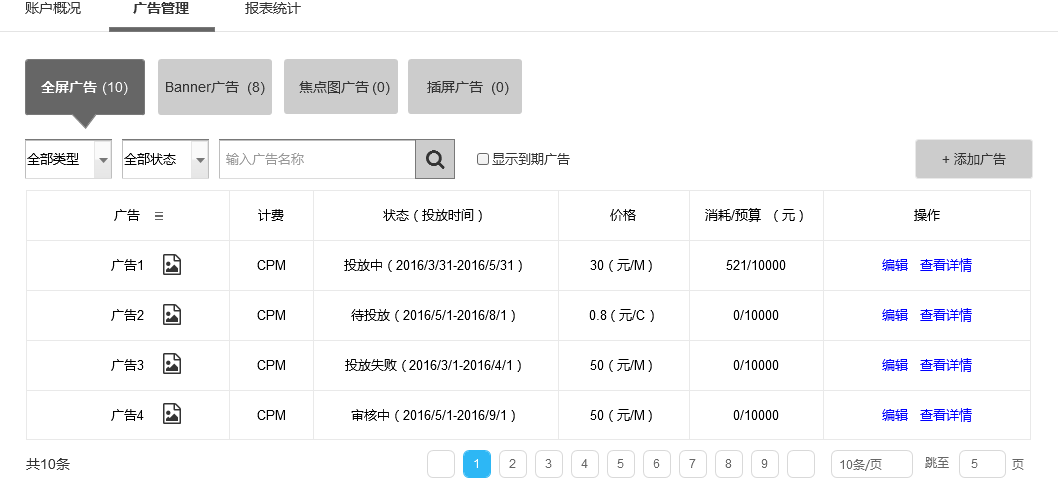 账户概况 广告管理 报表统计
全屏广告 (10) Banner广告 (8) 焦点图广告(0) 插屏广告 (0)
全部类型 全部状态 输入广告名称 显示到期广告 + 添加广告
广告 计费 状态 ( 投放时间 ) 价格 消耗/预算 ( 元 ) 操作
广告1 CPM 投放中 ( 2016/3/31-2016/5/31 ) 30 ( 元/M ) 521/10000 编辑 查看详情
广告2 CPM 待投放 ( 2016/5/1-2016/8/1 ) 0.8 ( 元/C ) 0/10000 编辑 查看详情
广告3 CPM 投放失败 ( 2016/3/1-2016/4/1 ) 50 ( 元/M ) 0/10000 编辑 查看详情
广告4 CPM 审核中 ( 2016/5/1-2016/9/1 ) 50 ( 元/M ) 0/10000 编辑 查看详情
共10条 1 2 3 4 5 6 7 8 9 10条/页 跳至 5 页